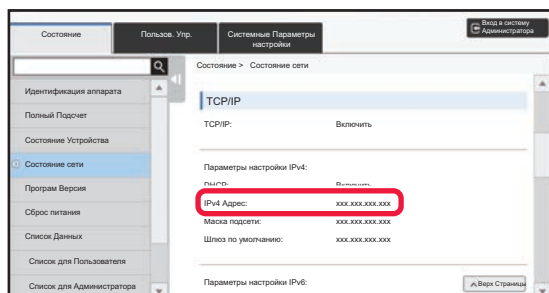 Состояние
Пользов. Упр.
Системные Параметры
настройки
Вход в систему
Администратора
Состояние > Состояние сети
Идентификация аппарата
Полный Подсчет
Состояние Устройства
Состояние сети
Програм Версия
Сброс питания
Список Данных
Список для Пользователя
Список для Администратора
TCP/IP
TCP/IP: Включить
Параметры настройки IPv4:
DHCP: Включить
IPv4 Адрес: xxx.xxx.xxx.xxx
Маска подсети: xxx.xxx.xxx.xxx
Шлюз по умолчанию: xxx.xxx.xxx.xxx
Параметры настройки IPv6:
Верх Страницы